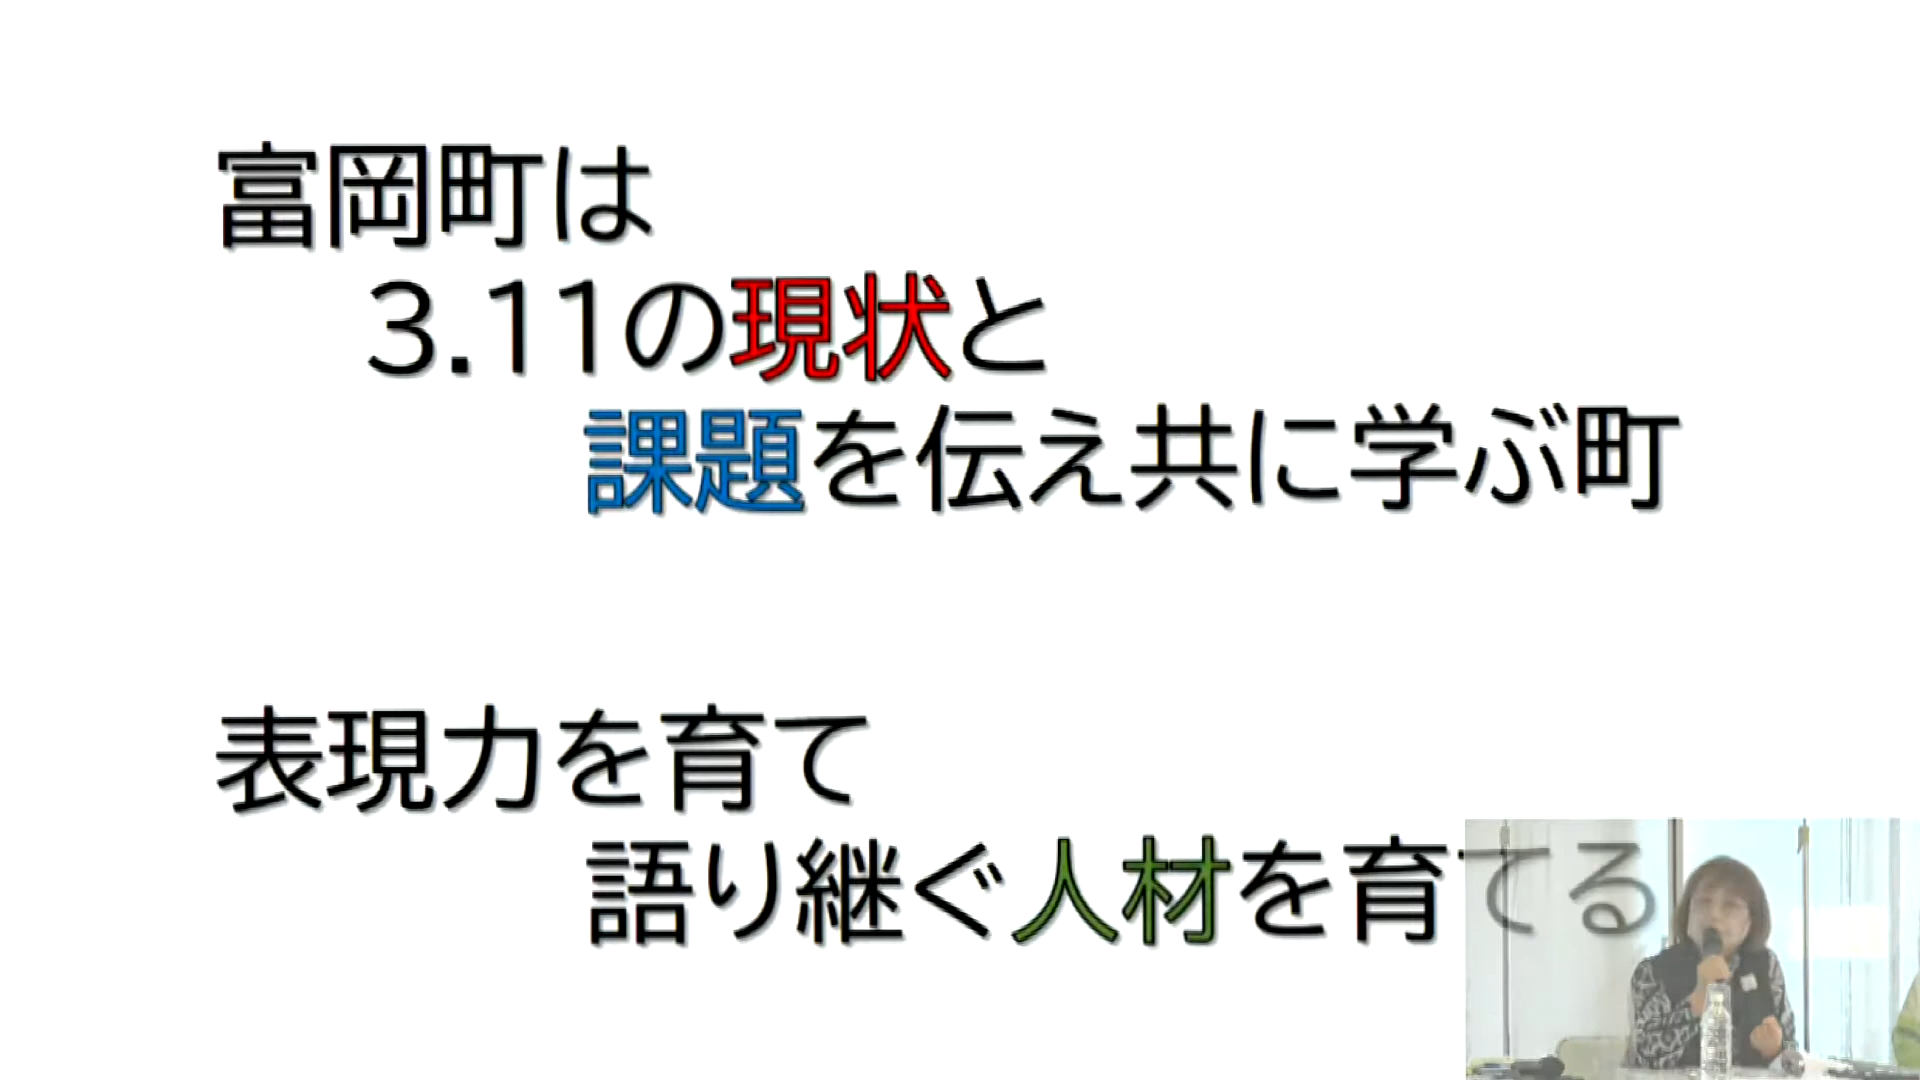 富岡町は
3.11の現状と
課題を伝え共に学ぶ町
表現力を育て
語り継ぐ人材を育てる